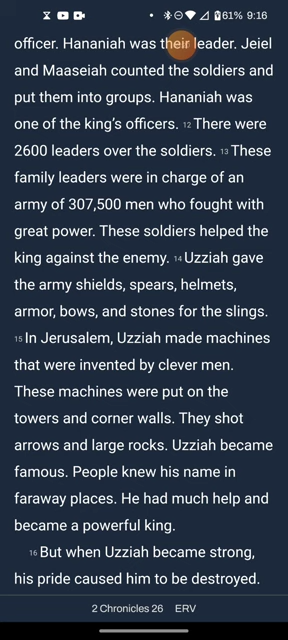 61% 9:16
officer. Hananiah was their leader. Jeiel
and Maaseiah counted the soldiers and
put them into groups. Hananiah was
one of the king’s officers. 12 There were
2600 leaders over the soldiers. 13 These
family leaders were in charge of an
army of 307,500 men who fought with
great power. These soldiers helped the
king against the enemy. 14 Uzziah gave
the army shields, spears, helmets,
armor, bows, and stones for the slings.
15 In Jerusalem, Uzziah made machines
that were invented by clever men.
These machines were put on the
towers and corner walls. They shot
arrows and large rocks. Uzziah became
famous. People knew his name in
faraway places. He had much help and
became a powerful king.
16 But when Uzziah became strong,
his pride caused him to be destroyed.
2 Chronicles 26 ERV